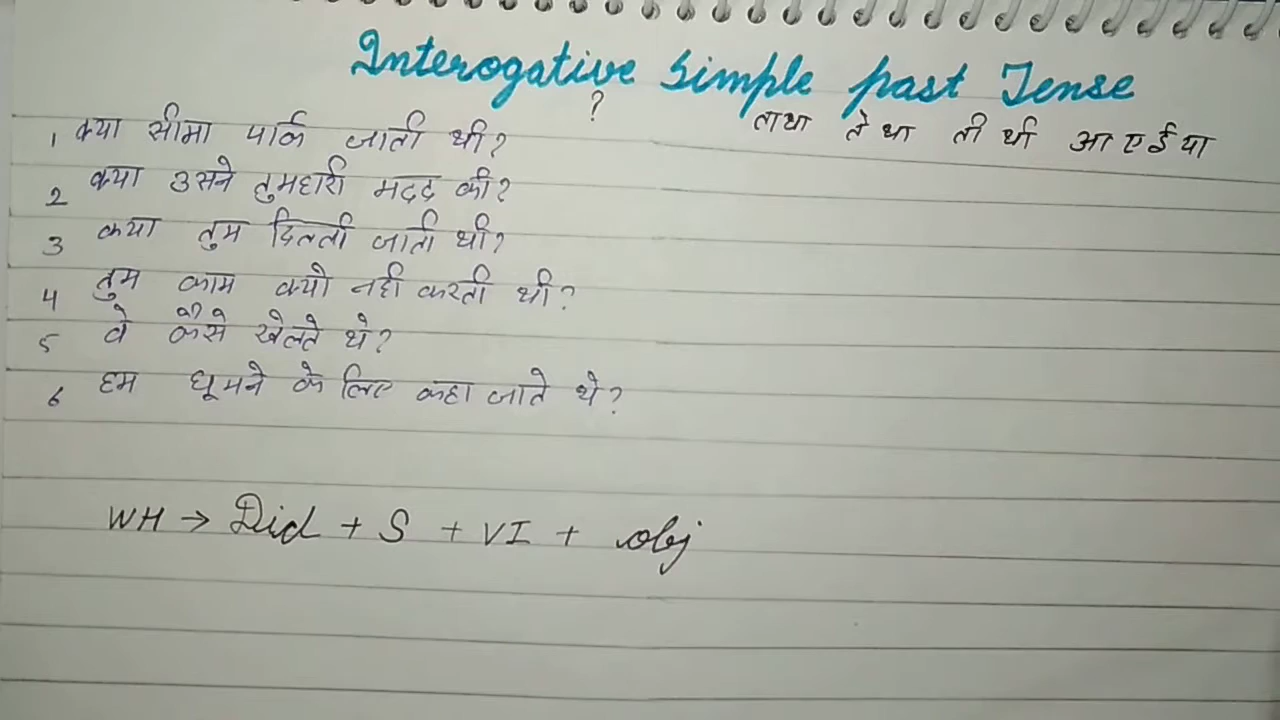 Interogative Simple past Tense
?
ता था ते था ती थी आ ए ई या
1 क्या सीमा पार्क जाती थी?
2 क्या उसने तुमहारी मदद की?
3 क्या तुम दिल्ली जाती थी?
4 तुम काम क्यो नही करती थी?
5 वे कैसे खेलते थे?
6 हम घूमने के लिए कहा जाते थे?
WH → Did + S + VI + obj